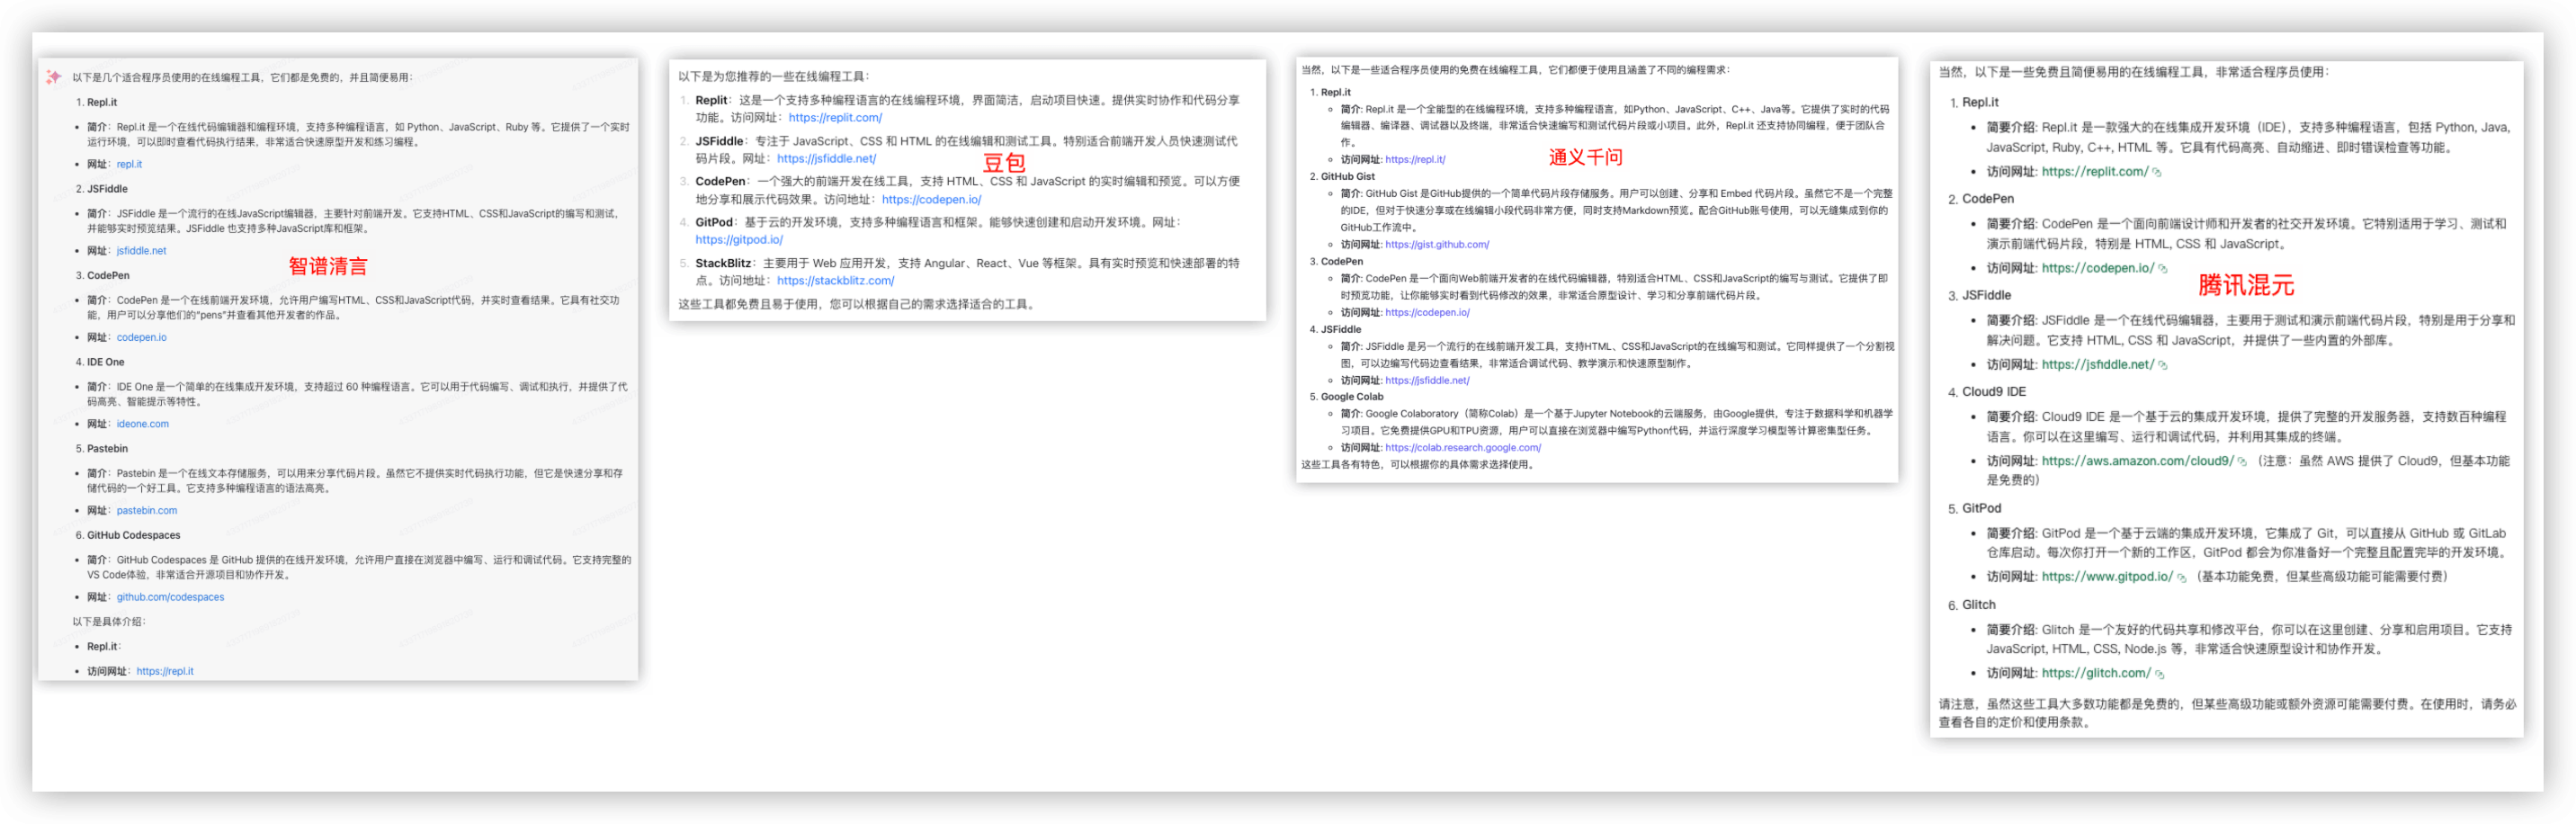 以下是几个适合程序员使用的在线编程工具，它们都是免费的，并且简便易用：
1. Repl.it
• 简介：Repl.it 是一个在线代码编辑器和编程环境，支持多种编程语言，如 Python、JavaScript、Ruby 等。它提供了一个实时
运行环境，可以即时查看代码执行结果，非常适合快速原型开发和练习编程。
• 网址：repl.it
2. JSFiddle
• 简介：JSFiddle 是一个流行的在线JavaScript编辑器，主要针对前端开发。它支持HTML、CSS和JavaScript的编写和测试，
并能够实时预览结果。JSFiddle 也支持多种JavaScript库和框架。
• 网址：jsfiddle.net
智谱清言
3. CodePen
• 简介：CodePen 是一个在线前端开发环境，允许用户编写HTML、CSS和JavaScript代码，并实时查看结果。它具有社交功
能，用户可以分享他们的“pens”并查看其他开发者的作品。
• 网址：codepen.io
4. IDE One
• 简介：IDE One 是一个简单的在线集成开发环境，支持超过 60 种编程语言。它可以用于代码编写、调试和执行，并提供了代
码高亮、智能提示等特性。
• 网址：ideone.com
5. Pastebin
• 简介：Pastebin 是一个在线文本存储服务，可以用来分享代码片段。虽然它不提供实时代码执行功能，但它是快速分享和存
储代码的一个好工具。它支持多种编程语言的语法高亮。
• 网址：pastebin.com
6. GitHub Codespaces
• 简介：GitHub Codespaces 是 GitHub 提供的在线开发环境，允许用户直接在浏览器中编写、运行和调试代码。它支持完整的
VS Code体验，非常适合开源项目和协作开发。
• 网址：github.com/codespaces
以下是具体介绍：
• Repl.it：
• 访问网址：https://repl.it
以下是为您推荐的一些在线编程工具：
1. Replit：这是一个支持多种编程语言的在线编程环境，界面简洁，启动项目快速。提供实时协作和代码分享
功能。访问网址：https://replit.com/
2. JSFiddle：专注于 JavaScript、CSS 和 HTML 的在线编辑和测试工具。特别适合前端开发人员快速测试代
码片段。网址：https://jsfiddle.net/
豆包
3. CodePen：一个强大的前端开发在线工具，支持 HTML、CSS 和 JavaScript 的实时编辑和预览。可以方便
地分享和展示代码效果。访问地址：https://codepen.io/
4. GitPod：基于云的开发环境，支持多种编程语言和框架。能够快速创建和启动开发环境。网址：
https://gitpod.io/
5. StackBlitz：主要用于 Web 应用开发，支持 Angular、React、Vue 等框架。具有实时预览和快速部署的特
点。访问地址：https://stackblitz.com/
这些工具都免费且易于使用，您可以根据自己的需求选择适合的工具。
当然，以下是一些适合程序员使用的免费在线编程工具，它们都便于使用且涵盖了不同的编程需求：
1. Repl.it
◦ 简介: Repl.it 是一个全能型的在线编程环境，支持多种编程语言，如Python、JavaScript、C++、Java等。它提供了实时的代码
编辑器、编译器、调试器以及终端，非常适合快速编写和测试代码片段或小项目。此外，Repl.it 还支持协同编程，便于团队合
作。
◦ 访问网址: https://repl.it/
通义千问
2. GitHub Gist
◦ 简介: GitHub Gist 是GitHub提供的一个简单代码片段存储服务。用户可以创建、分享和 Embed 代码片段。虽然它不是一个完整
的IDE，但对于快速分享或在线编辑小段代码非常方便，同时支持Markdown预览。配合GitHub账号使用，可以无缝集成到你的
GitHub工作流中。
◦ 访问网址: https://gist.github.com/
3. CodePen
◦ 简介: CodePen 是一个面向Web前端开发者的在线代码编辑器，特别适合HTML、CSS和JavaScript的编写与测试。它提供了即
时预览功能，让你能够实时看到代码修改的效果，非常适合原型设计、学习和分享前端代码片段。
◦ 访问网址: https://codepen.io/
4. JSFiddle
◦ 简介: JSFiddle 是另一个流行的在线前端开发工具，支持HTML、CSS和JavaScript的在线编写和测试。它同样提供了一个分割视
图，可以边编写代码边查看结果，非常适合调试代码、教学演示和快速原型制作。
◦ 访问网址: https://jsfiddle.net/
5. Google Colab
◦ 简介: Google Colaboratory（简称Colab）是一个基于Jupyter Notebook的云端服务，由Google提供，专注于数据科学和机器学
习项目。它免费提供GPU和TPU资源，用户可以直接在浏览器中编写Python代码，并运行深度学习模型等计算密集型任务。
◦ 访问网址: https://colab.research.google.com/
这些工具各有特色，可以根据你的具体需求选择使用。
当然，以下是一些免费且简便易用的在线编程工具，非常适合程序员使用：
1. Repl.it
• 简要介绍: Repl.it 是一款强大的在线集成开发环境（IDE），支持多种编程语言，包括 Python, Java,
JavaScript, Ruby, C++, HTML 等。它具有代码高亮、自动缩进、即时错误检查等功能。
• 访问网址: https://replit.com/
2. CodePen
• 简要介绍: CodePen 是一个面向前端设计师和开发者的社交开发环境。它特别适用于学习、测试和
演示前端代码片段，特别是 HTML, CSS 和 JavaScript。
• 访问网址: https://codepen.io/
腾讯混元
3. JSFiddle
• 简要介绍: JSFiddle 是一个在线代码编辑器，主要用于测试和演示前端代码片段，特别是用于分享和
解决问题。它支持 HTML, CSS 和 JavaScript，并提供了一些内置的外部库。
• 访问网址: https://jsfiddle.net/
4. Cloud9 IDE
• 简要介绍: Cloud9 IDE 是一个基于云的集成开发环境，提供了完整的开发服务器，支持数百种编程
语言。你可以在这里编写、运行和调试代码，并利用其集成的终端。
• 访问网址: https://aws.amazon.com/cloud9/ （注意：虽然 AWS 提供了 Cloud9，但基本功能
是免费的）
5. GitPod
• 简要介绍: GitPod 是一个基于云端的集成开发环境，它集成了 Git，可以直接从 GitHub 或 GitLab
仓库启动。每次你打开一个新的工作区，GitPod 都会为你准备好一个完整且配置完毕的开发环境。
• 访问网址: https://www.gitpod.io/ （基本功能免费，但某些高级功能可能需要付费）
6. Glitch
• 简要介绍: Glitch 是一个友好的代码共享和修改平台，你可以在这里创建、分享和启用项目。它支持
JavaScript, HTML, CSS, Node.js 等，非常适合快速原型设计和协作开发。
• 访问网址: https://glitch.com/
请注意，虽然这些工具大多数功能都是免费的，但某些高级功能或额外资源可能需要付费。在使用时，请务必
查看各自的定价和使用条款。